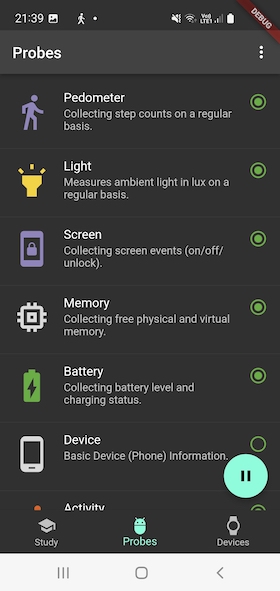 21:39
DEBUG
Probes
Pedometer
Collecting step counts on a regular
basis.
Light
Measures ambient light in lux on a
regular basis.
Screen
Collecting screen events (on/off/
unlock).
Memory
Collecting free physical and virtual
memory.
Battery
Collecting battery level and
charging status.
Device
Basic Device (Phone) Information.
Activity
Study
Probes
Devices